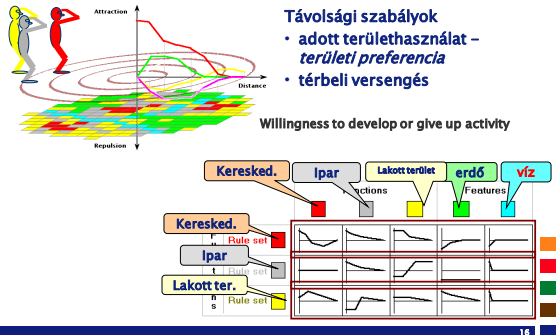 Attraction
Distance
Repulsion
Távolsági szabályok
• adott területhasználat –
területi preferencia
• térbeli versengés
Willingness to develop or give up activity
Keresked.
Ipar
Lakott terület
erdő
víz
Features
Keresked.
Rule set
Ipar
Rule set
Lakott ter.
Rule set
16